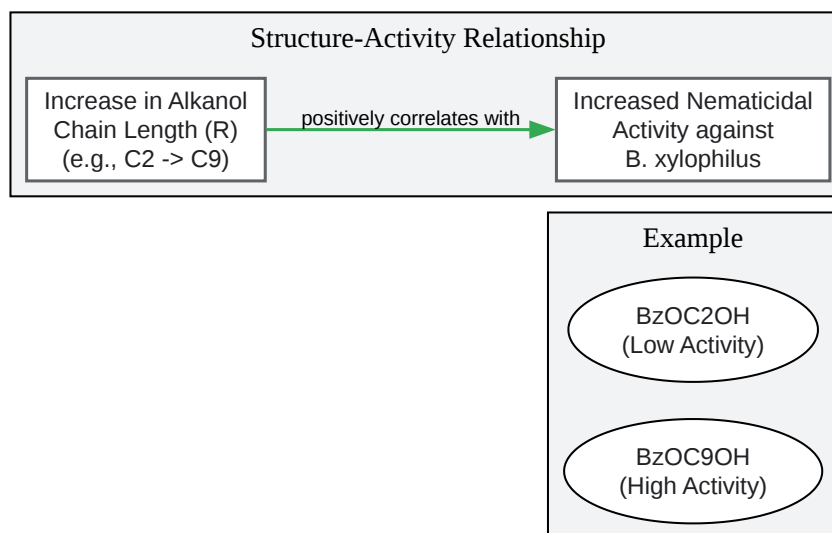 Structure-Activity Relationship
Increase in Alkanol
Chain Length (R)
(e.g., C2 -> C9)
positively correlates with
Increased Nematicidal
Activity against
B. xylophilus
Example
BzOC2OH
(Low Activity)
BzOC9OH
(High Activity)